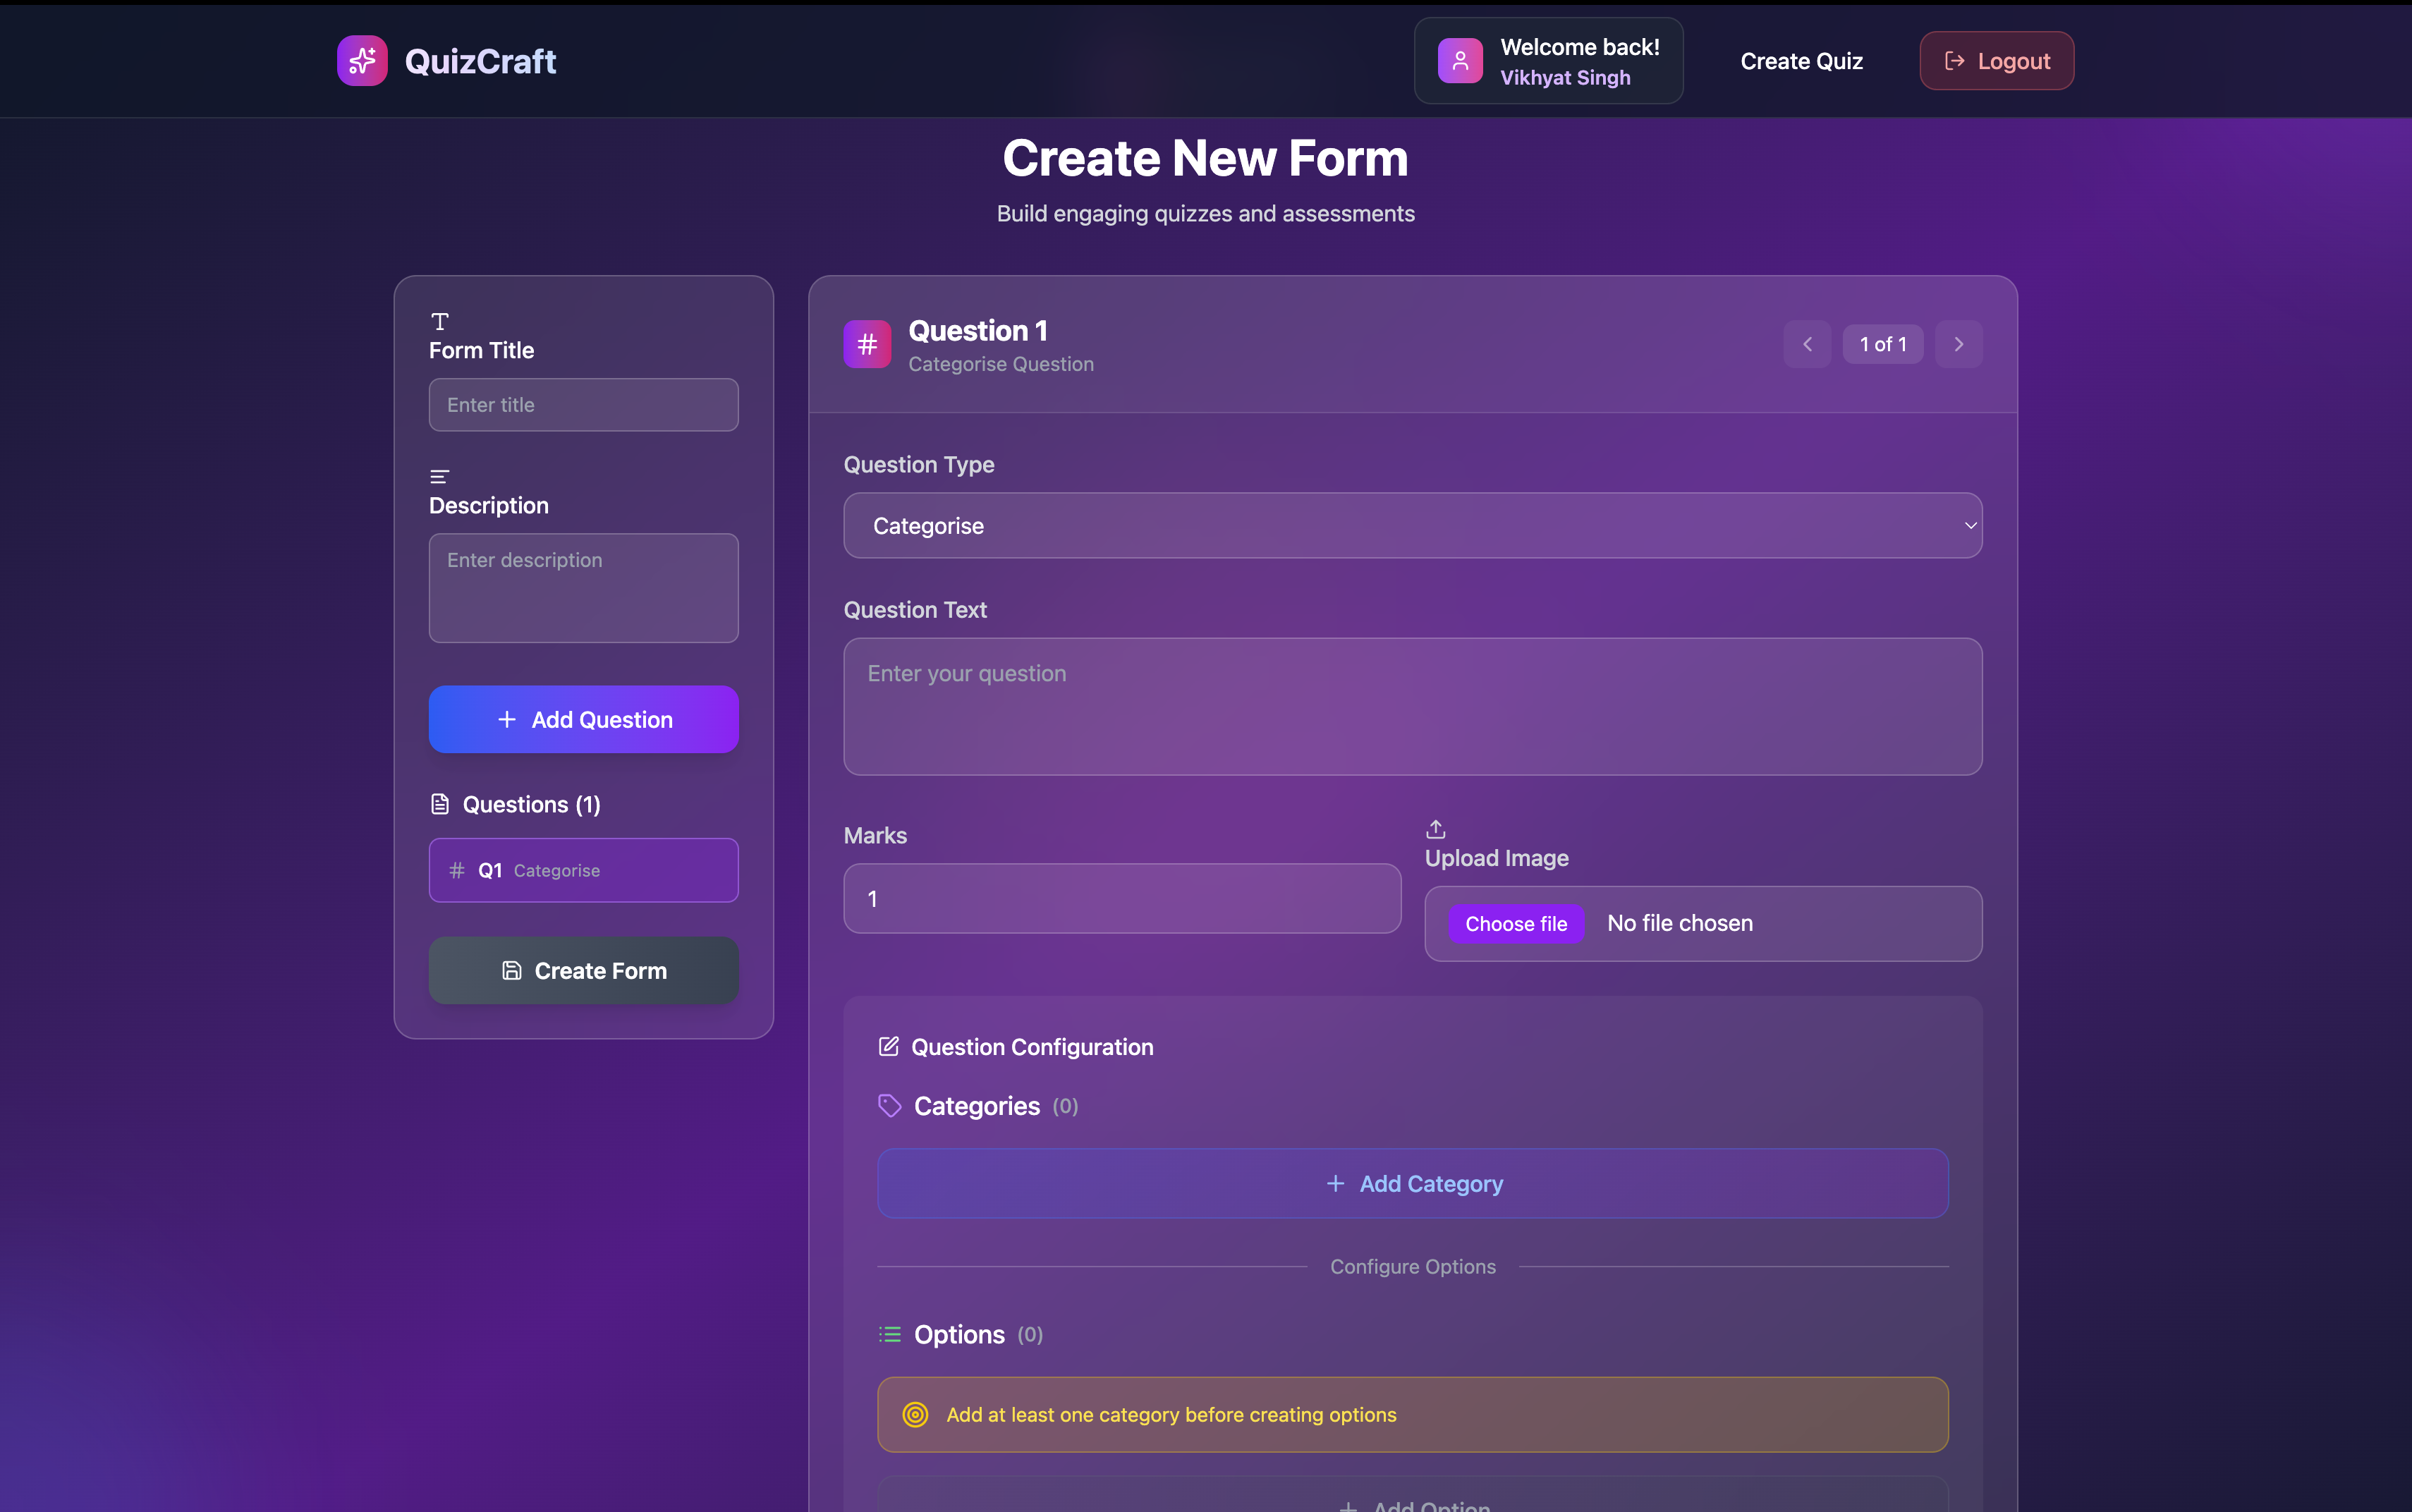 QuizCraft
Welcome back!
Vikhyat Singh
Create Quiz
Logout
Create New Form
Build engaging quizzes and assessments
Form Title
Enter title
Description
Enter description
+ Add Question
Questions (1)
# Q1 Categorise
Create Form
# Question 1
Categorise Question
1 of 1
Question Type
Categorise
Question Text
Enter your question
Marks
1
Upload Image
Choose file No file chosen
Question Configuration
Categories (0)
+ Add Category
Configure Options
Options (0)
Add at least one category before creating options
+ Add Option